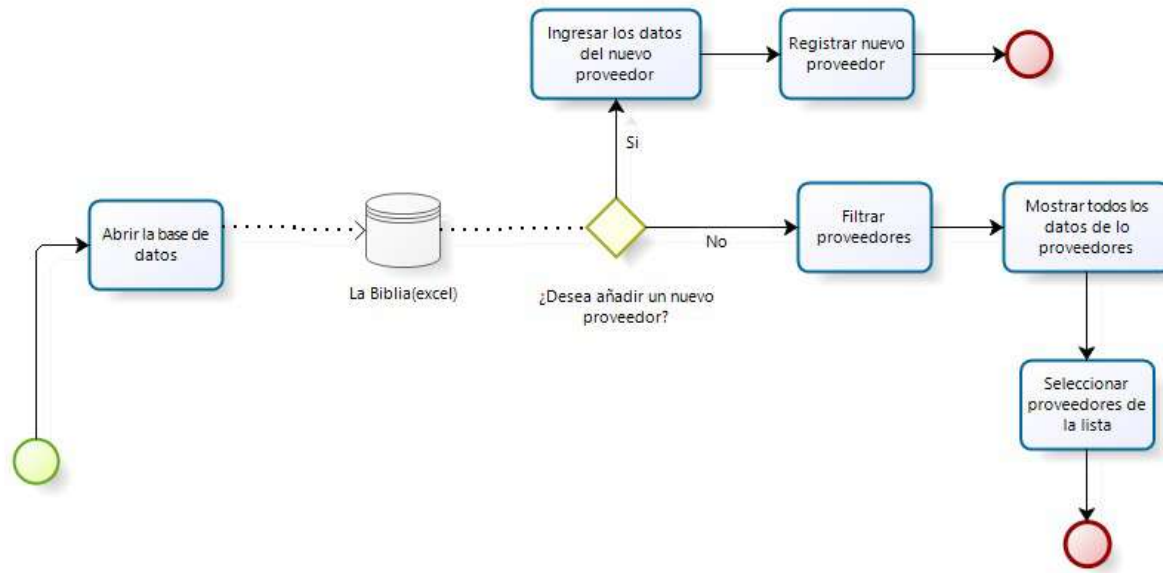 Ingresar los datos
del nuevo
proveedor
Registrar nuevo
proveedor
Si
Abrir la base de
datos
La Biblia(excel)
¿Desea añadir un nuevo
proveedor?
No
Filtrar
proveedores
Mostrar todos los
datos de lo
proveedores
Seleccionar
proveedores de
la lista